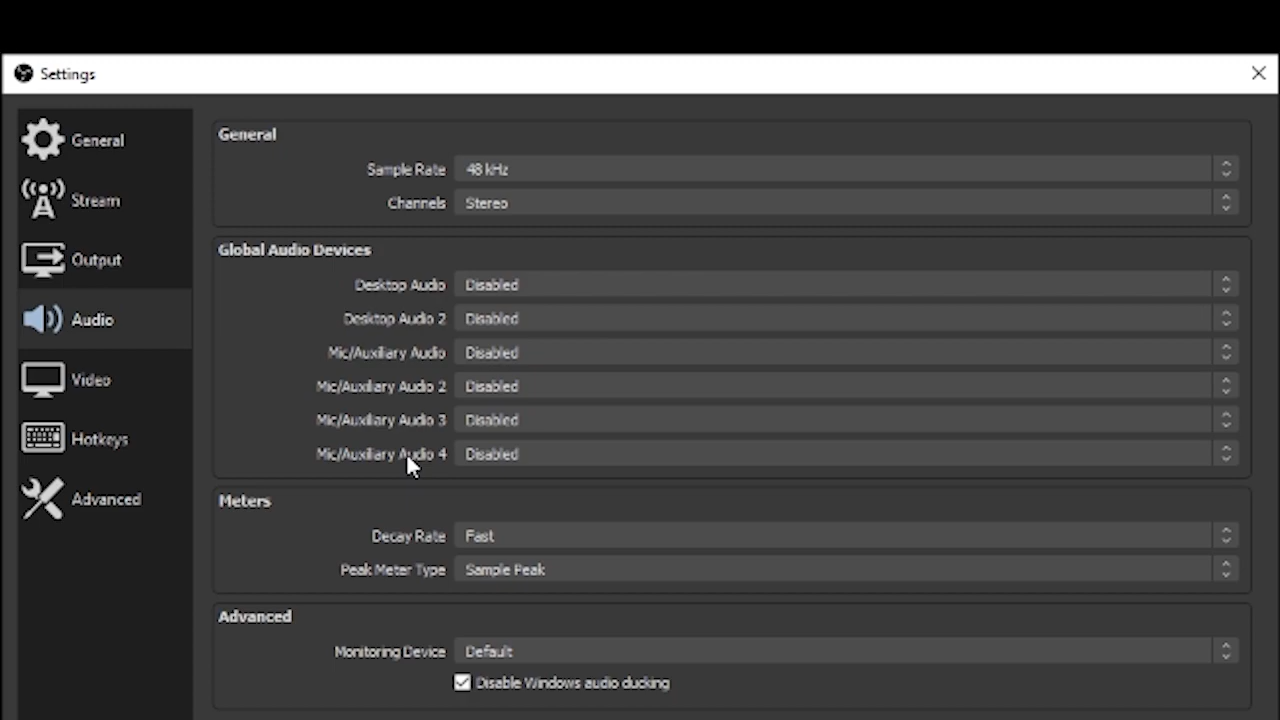 Settings
General
Stream
Output
Audio
Video
Hotkeys
Advanced
General
Sample Rate 48 kHz
Channels Stereo
Global Audio Devices
Desktop Audio Disabled
Desktop Audio 2 Disabled
Mic/Auxiliary Audio Disabled
Mic/Auxiliary Audio 2 Disabled
Mic/Auxiliary Audio 3 Disabled
Mic/Auxiliary Audio 4 Disabled
Meters
Decay Rate Fast
Peak Meter Type Sample Peak
Advanced
Monitoring Device Default
Disable Windows audio ducking